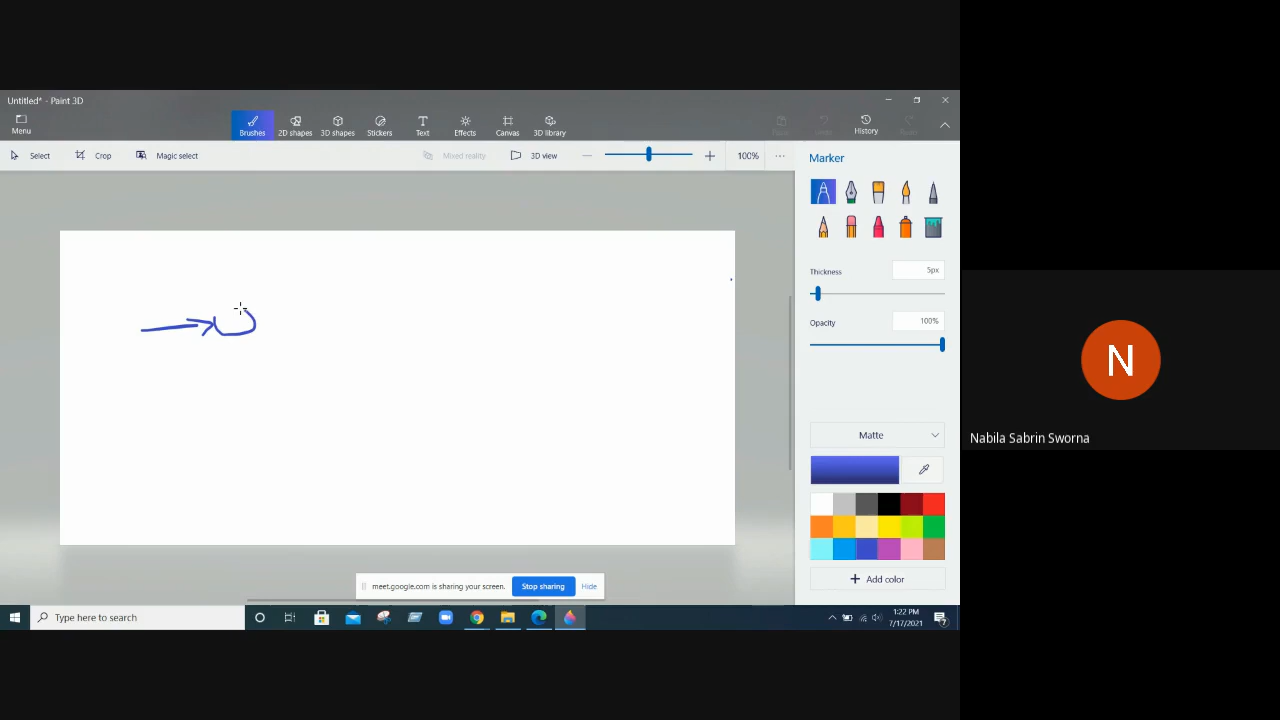 Untitled* - Paint 3D
Menu
Brushes
2D shapes
3D shapes
Stickers
Text
Effects
Canvas
3D library
History
Select
Crop
Magic select
Mixed reality
3D view
100%
Marker
Thickness
5px
Opacity
100%
Matte
Add color
meet.google.com is sharing your screen.
Stop sharing
Hide
Type here to search
1:22 PM
7/17/2021
N
Nabila Sabrin Sworna